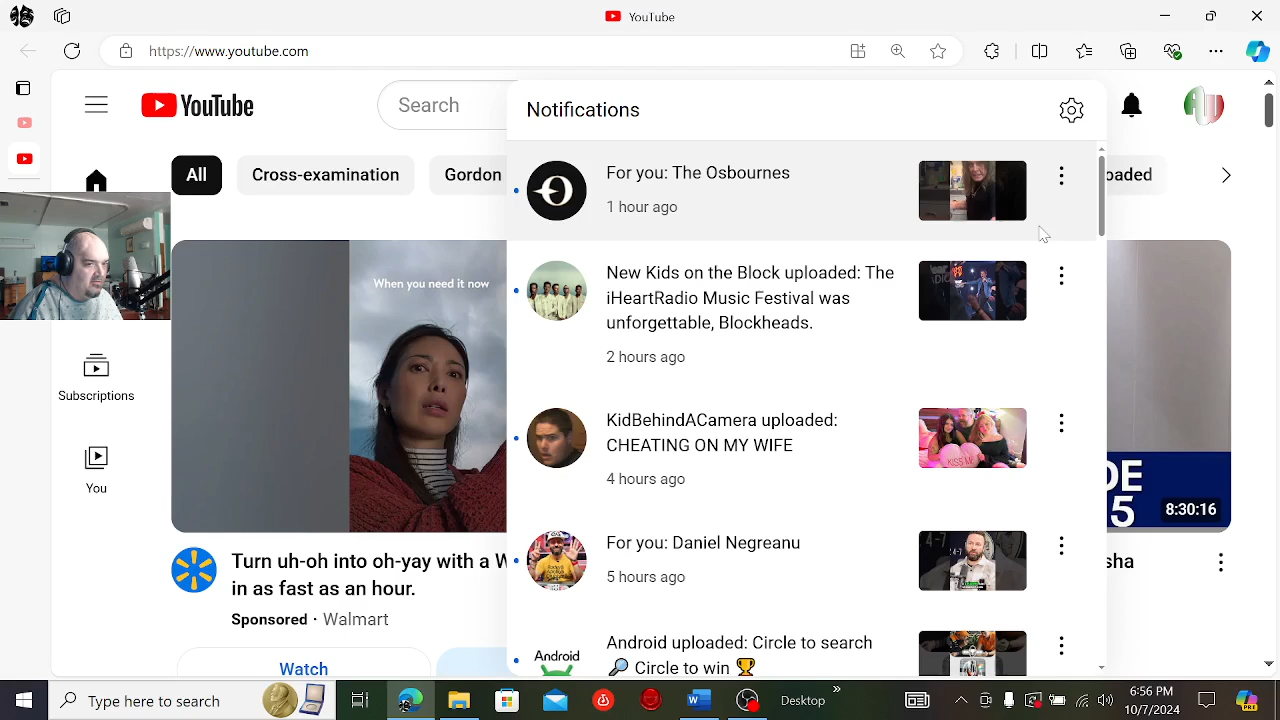 YouTube
https://www.youtube.com
YouTube
Search
Notifications
All
Cross-examination
Gordon
For you: The Osbournes
1 hour ago
New Kids on the Block uploaded: The
iHeartRadio Music Festival was
unforgettable, Blockheads.
2 hours ago
When you need it now
KidBehindACamera uploaded:
CHEATING ON MY WIFE
4 hours ago
KISS ME
Subscriptions
You
8:30:16
For you: Daniel Negreanu
5 hours ago
Turn uh-oh into oh-yay with a W
in as fast as an hour.
Sponsored · Walmart
Watch
Android
Android uploaded: Circle to search
🔎 Circle to win 🏆
Type here to search
Desktop
6:56 PM
10/7/2024
PRE